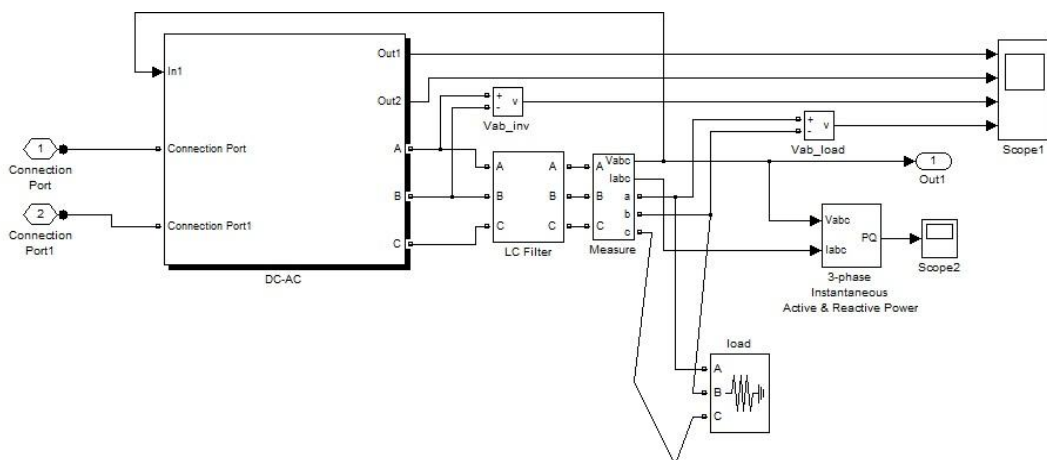 Out1
In1
Out2
+
-
v
Vab_inv
+
-
v
Vab_load
Scope1
1
Connection
Port
Connection Port
A
A
B
C
A
B
C
LC Filter
A
B
C
Vabc
Iabc
a
b
c
Measure
1
Out1
B
2
Connection
Port1
Connection Port1
C
DC-AC
Vabc
Iabc
PQ
Scope2
3-phase
Instantaneous
Active & Reactive Power
load
A
B
C